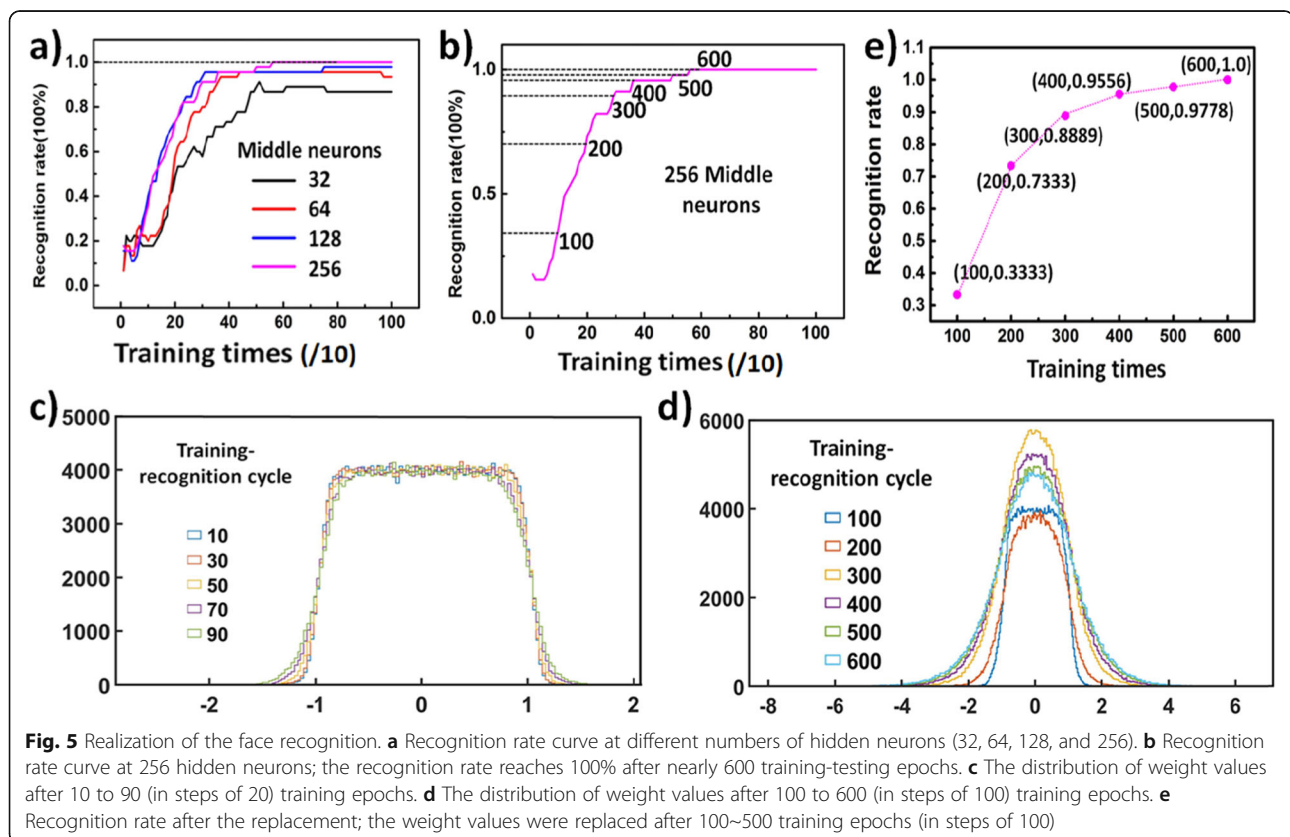 a)
Recognition rate(100%)
1.0
0.8
0.6
0.4
0.2
0.0
Middle neurons
32
64
128
256
0 20 40 60 80 100
Training times (/10)
b)
Recognition rate(100%)
1.0
0.5
1.0
600
500
400
300
200
100
256 Middle
neurons
0 20 40 60 80 100
Training times (/10)
e)
Recognition rate
1.1
1.0
0.9
0.8
0.7
0.6
0.5
0.4
0.3
(600,1.0)
(400,0.9556)
(500,0.9778)
(300,0.8889)
(200,0.7333)
(100,0.3333)
100 200 300 400 500 600
Training times
c)
5000
4000
3000
2000
1000
0
Training-
recognition cycle
10
30
50
70
90
-2 -1 0 1 2
d)
6000
4000
2000
0
Training-
recognition cycle
100
200
300
400
500
600
-8 -6 -4 -2 0 2 4 6
Fig. 5 Realization of the face recognition. a Recognition rate curve at different numbers of hidden neurons (32, 64, 128, and 256). b Recognition
rate curve at 256 hidden neurons; the recognition rate reaches 100% after nearly 600 training-testing epochs. c The distribution of weight values
after 10 to 90 (in steps of 20) training epochs. d The distribution of weight values after 100 to 600 (in steps of 100) training epochs. e
Recognition rate after the replacement; the weight values were replaced after 100~500 training epochs (in steps of 100)